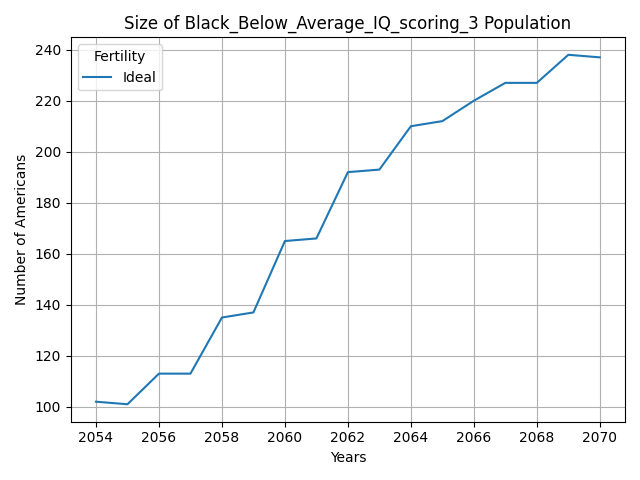 Size of Black_Below_Average_IQ_scoring_3 Population
Fertility
Ideal
240
220
200
180
160
140
120
100
Number of Americans
2054 2056 2058 2060 2062 2064 2066 2068 2070
Years